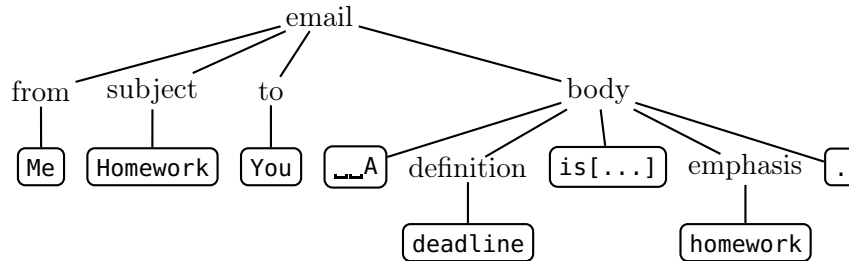 email
from subject to body
Me Homework You ␣␣A definition is[...] emphasis .
deadline homework